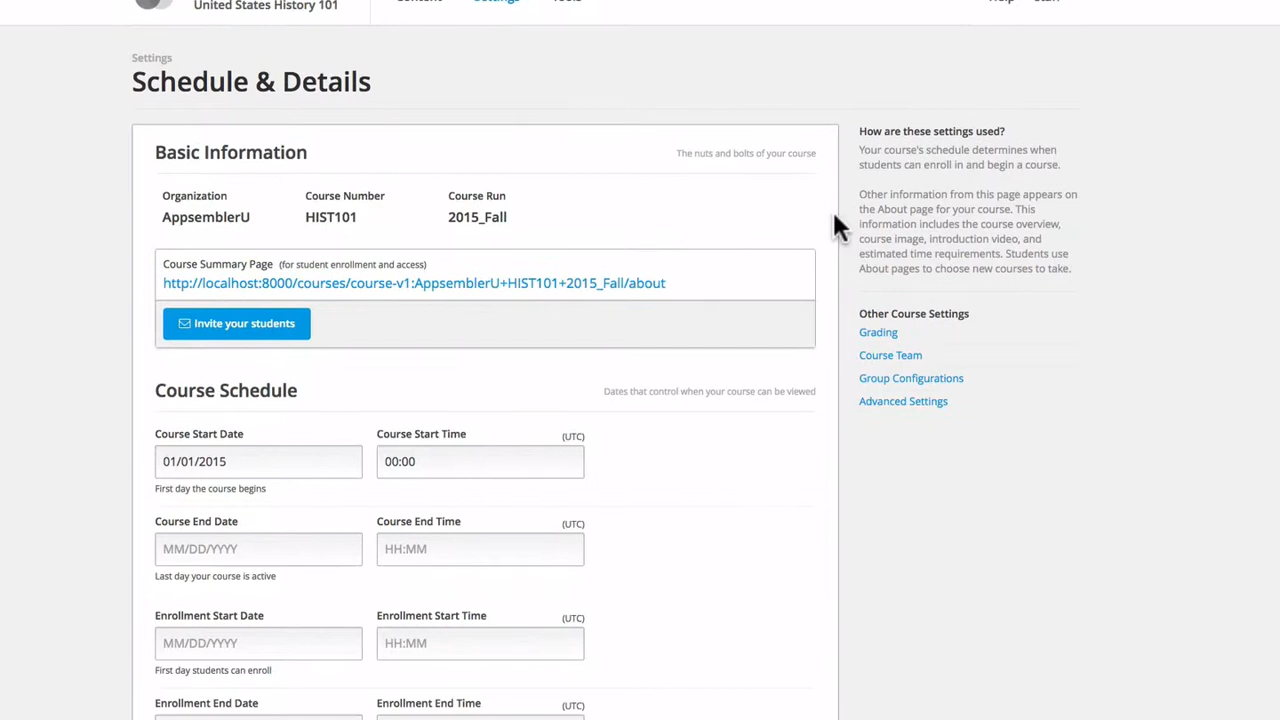 United States History 101
Content Settings Tools Help Staff
Settings
Schedule & Details
Basic Information
The nuts and bolts of your course
Organization Course Number Course Run
AppsemblerU HIST101 2015_Fall
Course Summary Page (for student enrollment and access)
http://localhost:8000/courses/course-v1:AppsemblerU+HIST101+2015_Fall/about
Invite your students
Course Schedule
Dates that control when your course can be viewed
Course Start Date Course Start Time (UTC)
01/01/2015 00:00
First day the course begins
Course End Date Course End Time (UTC)
MM/DD/YYYY HH:MM
Last day your course is active
Enrollment Start Date Enrollment Start Time (UTC)
MM/DD/YYYY HH:MM
First day students can enroll
Enrollment End Date Enrollment End Time (UTC)
How are these settings used?
Your course's schedule determines when
students can enroll in and begin a course.
Other information from this page appears on
the About page for your course. This
information includes the course overview,
course image, introduction video, and
estimated time requirements. Students use
About pages to choose new courses to take.
Other Course Settings
Grading
Course Team
Group Configurations
Advanced Settings